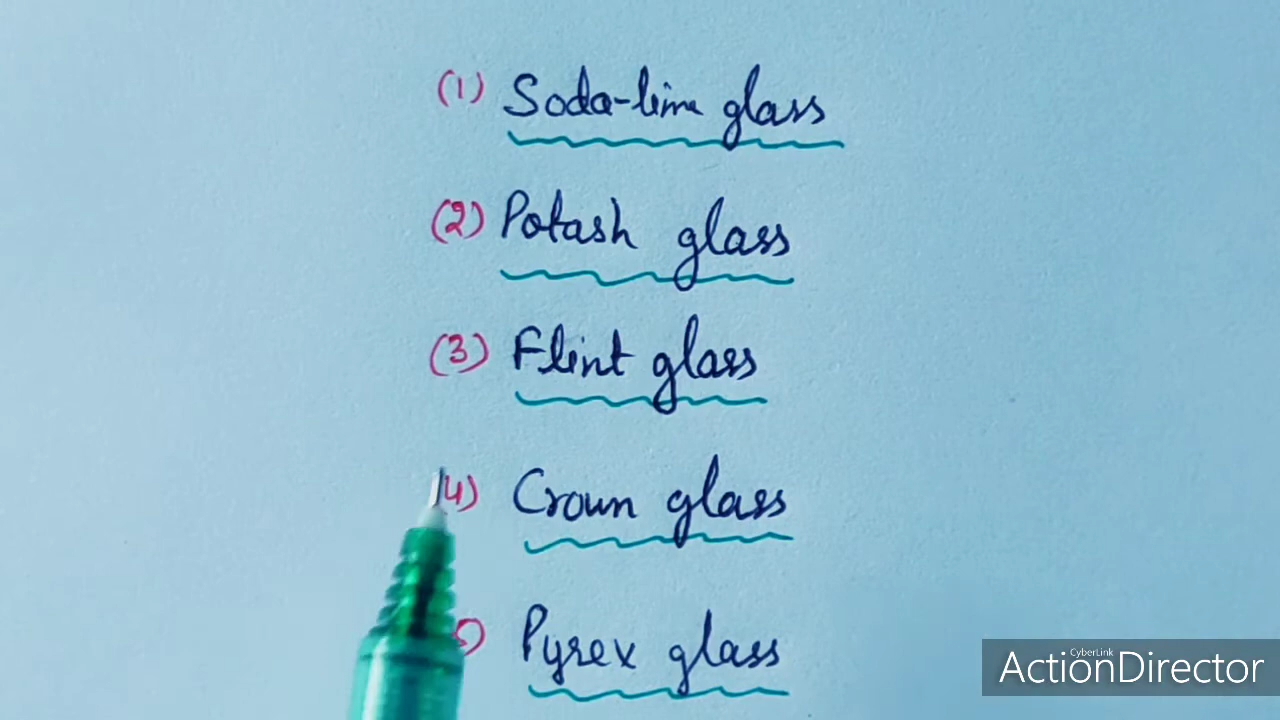 (1) Soda-lime glass
(2) Potash glass
(3) Flint glass
4) Crown glass
) Pyrex glass
CyberLink
ActionDirector